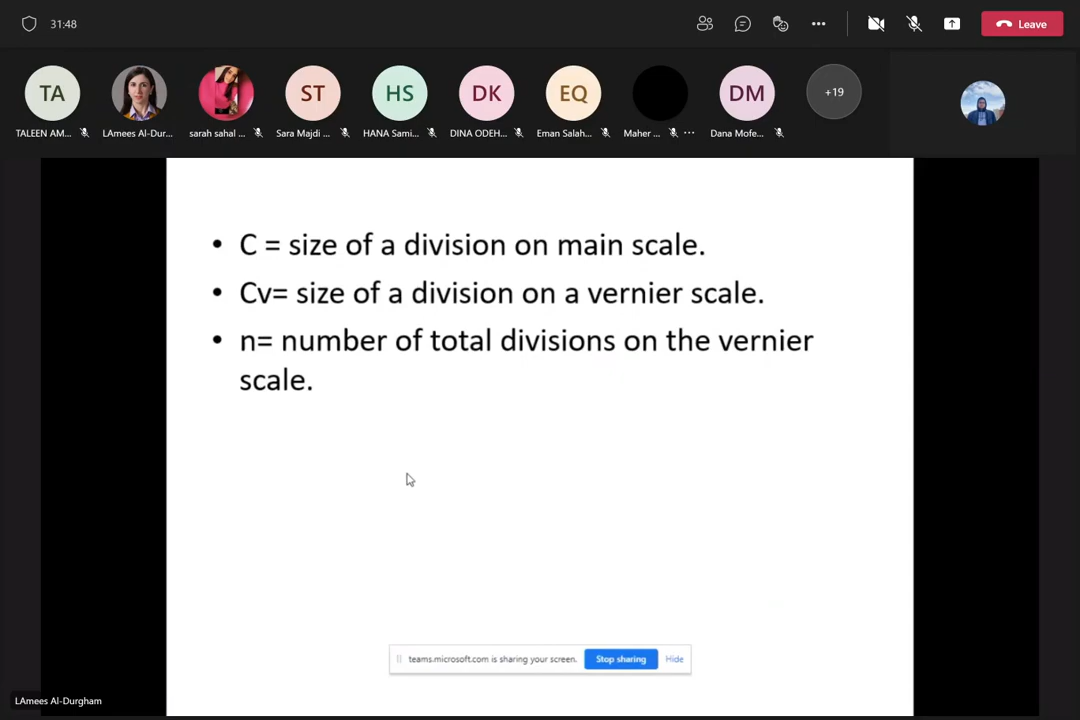 31:48
Leave
TA
ST
HS
DK
EQ
DM
+19
TALEEN AM...
LAmees Al-Dur...
sarah sahal ...
Sara Majdi ...
HANA Sami...
DINA ODEH...
Eman Salah...
Maher ...
Dana Mofe...
• C = size of a division on main scale.
• Cv= size of a division on a vernier scale.
• n= number of total divisions on the vernier
scale.
teams.microsoft.com is sharing your screen. Stop sharing Hide
LAmees Al-Durgham